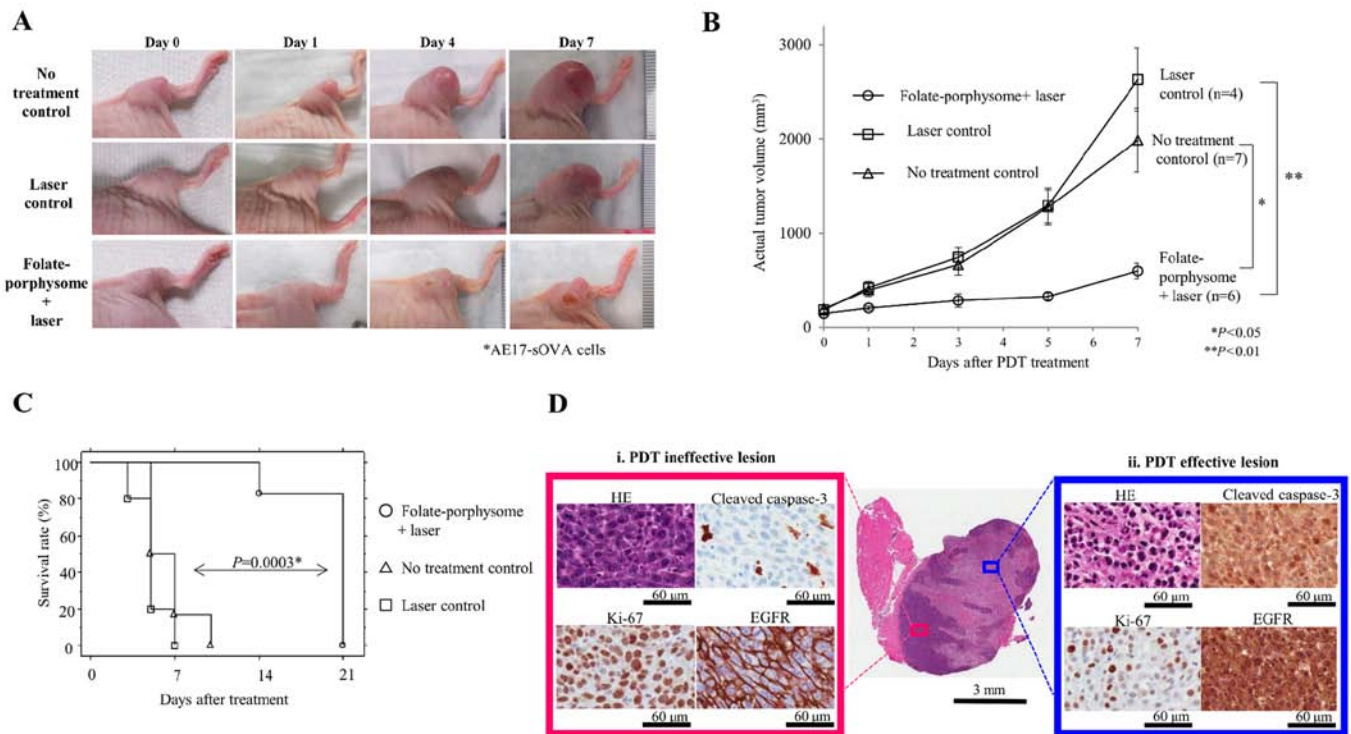 A
Day 0
Day 1
Day 4
Day 7
No
treatment
control
Laser
control
Folate-
porphysome
+
laser
*AE17-sOVA cells
B
3000
2000
1000
0
Actual tumor volume (mm³)
Folate-porphysome+ laser
Laser control
No treatment control
0
1
2
3
4
5
6
7
Days after PDT treatment
Laser
control (n=4)
No treatment
contorol (n=7)
Folate-
porphysome
+ laser (n=6)
*
**
*P<0.05
**P<0.01
C
100
80
60
40
20
0
Survival rate (%)
P=0.0003*
0
7
14
21
Days after treatment
Folate-porphysome
+ laser
No treatment control
Laser control
D
i. PDT ineffective lesion
HE
Cleaved caspase-3
60 µm
60 µm
Ki-67
EGFR
60 µm
60 µm
3 mm
ii. PDT effective lesion
HE
Cleaved caspase-3
60 µm
60 µm
Ki-67
EGFR
60 µm
60 µm